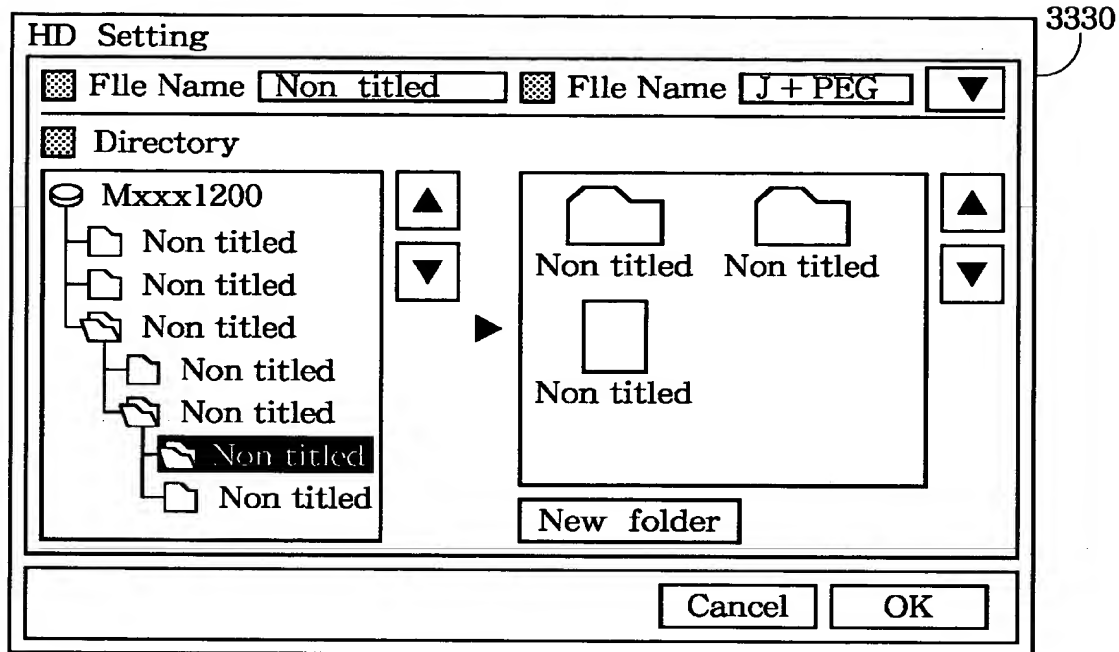 3330
HD Setting
FIle Name Non titled FIle Name J + PEG
Directory
Mxxx1200
Non titled
Non titled
Non titled
Non titled
Non titled
Non titled
Non titled
Non titled Non titled
Non titled
New folder
Cancel OK